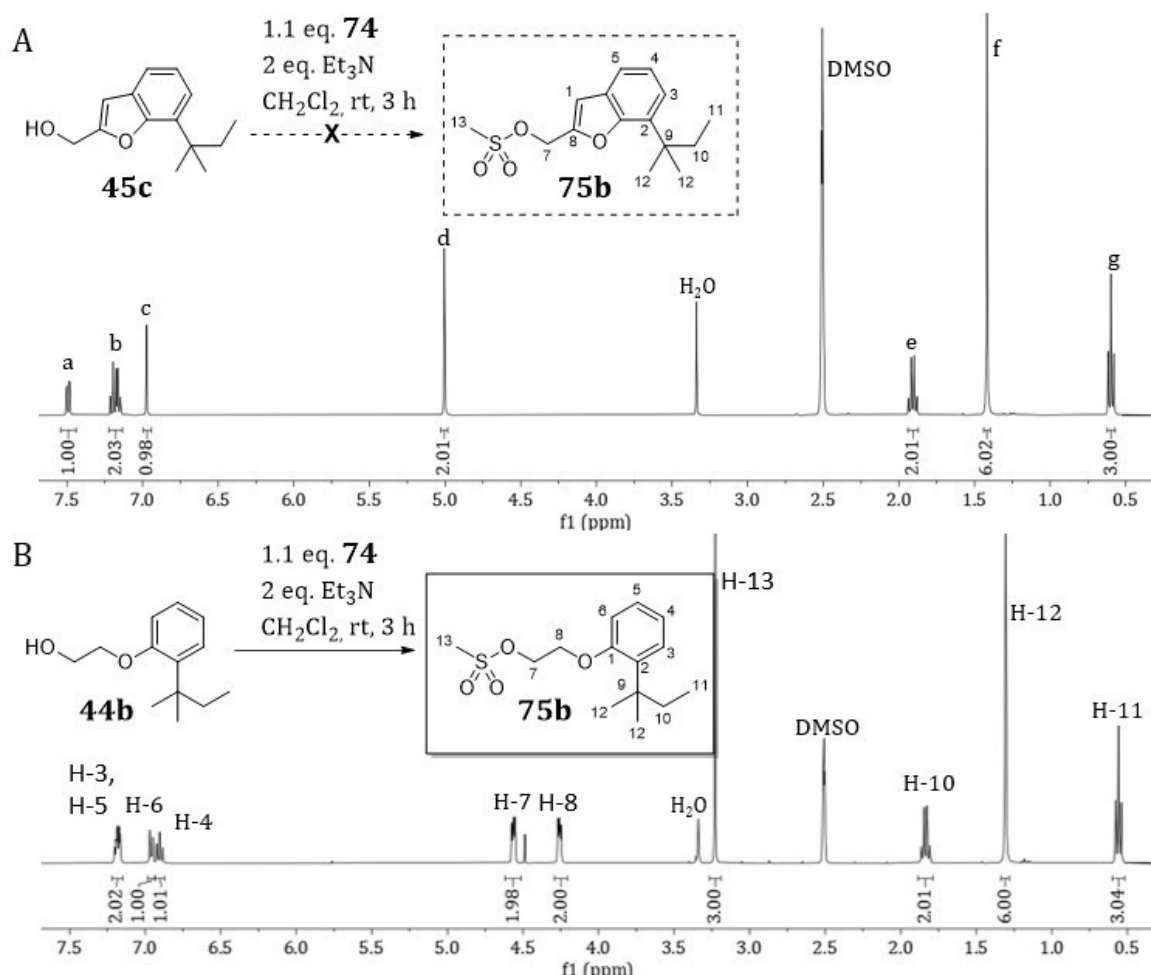 A
1.1 eq. 74
2 eq. Et₃N
CH₂Cl₂, rt, 3 h
X
HO
O
45c
13
S
O
O
O
7
8
O
1
5
4
3
2
9
10
11
12
12
75b
DMSO
f
a
b
c
d
H₂O
e
g
1.00
2.03
0.98
2.01
2.01
6.02
3.00
7.5 7.0 6.5 6.0 5.5 5.0 4.5 4.0 3.5 3.0 2.5 2.0 1.5 1.0 0.5
f1 (ppm)
B
1.1 eq. 74
2 eq. Et₃N
CH₂Cl₂, rt, 3 h
HO
O
44b
13
S
O
O
O
7
8
O
1
6
5
4
3
2
9
10
11
12
12
75b
H-13
H-12
H-3,
H-5
H-6
H-4
H-7
H-8
H₂O
DMSO
H-10
H-11
2.02
1.00
1.01
1.98
2.00
3.00
2.01
6.00
3.04
7.5 7.0 6.5 6.0 5.5 5.0 4.5 4.0 3.5 3.0 2.5 2.0 1.5 1.0 0.5
f1 (ppm)